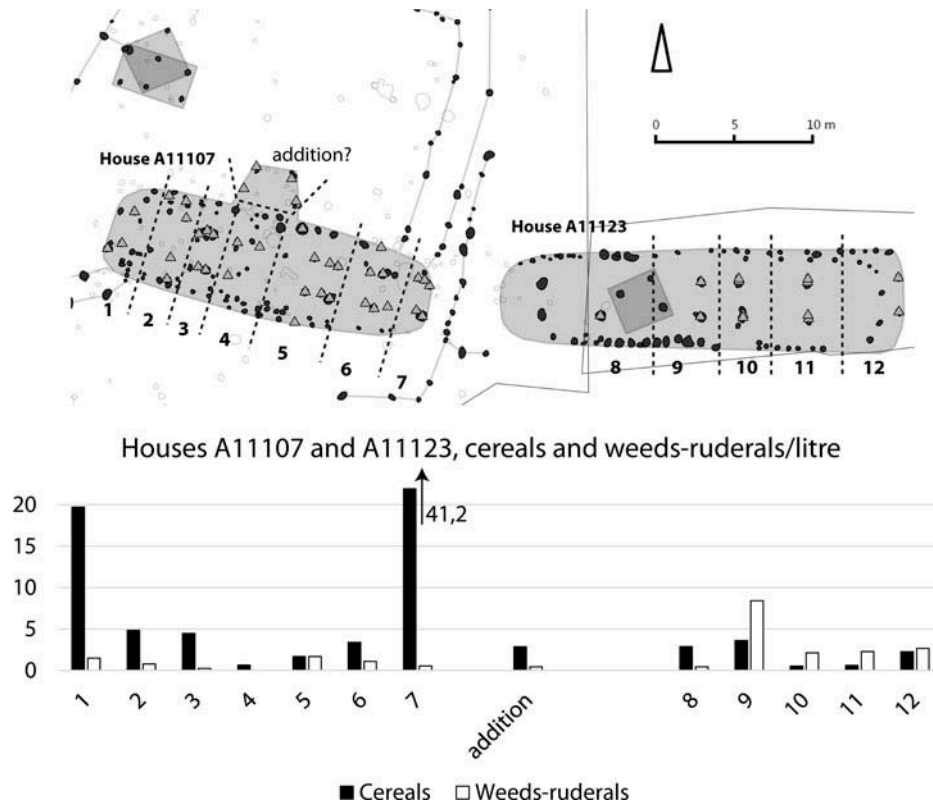 0 5 10 m
House A11107
addition?
House A11123
1 2 3 4 5 6 7
8 9 10 11 12
Houses A11107 and A11123, cereals and weeds-ruderals/litre
20
15
10
5
0
41,2
1 2 3 4 5 6 7 addition 8 9 10 11 12
Cereals Weeds-ruderals